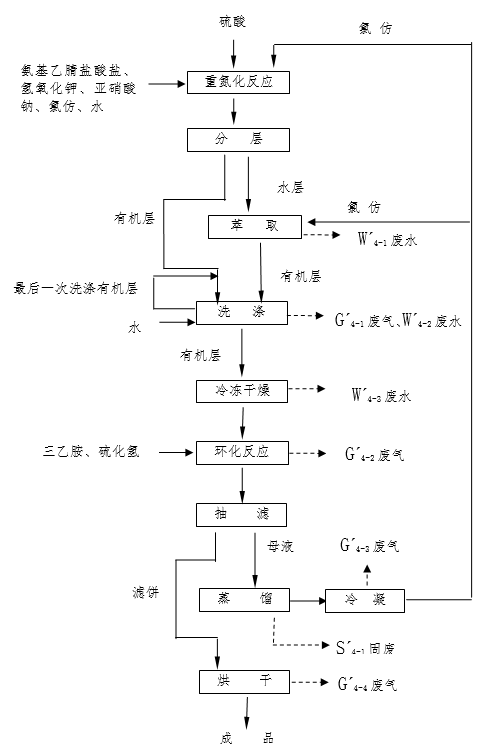 硫酸
氯 仿
氨基乙腈盐酸盐、
氢氧化钾、亚硝酸
钠、氯仿、水
重氮化反应
分 层
水层
有机层
氯 仿
萃 取
W´4-1废水
有机层
最后一次洗涤有机层
洗 涤
G´4-1废气、W´4-2废水
水
有机层
冷冻干燥
W´4-3废水
三乙胺、硫化氢
环化反应
G´4-2废气
抽 滤
母液
G´4-3废气
滤饼
蒸 馏
冷 凝
S´4-1固废
烘 干
G´4-4废气
成 品